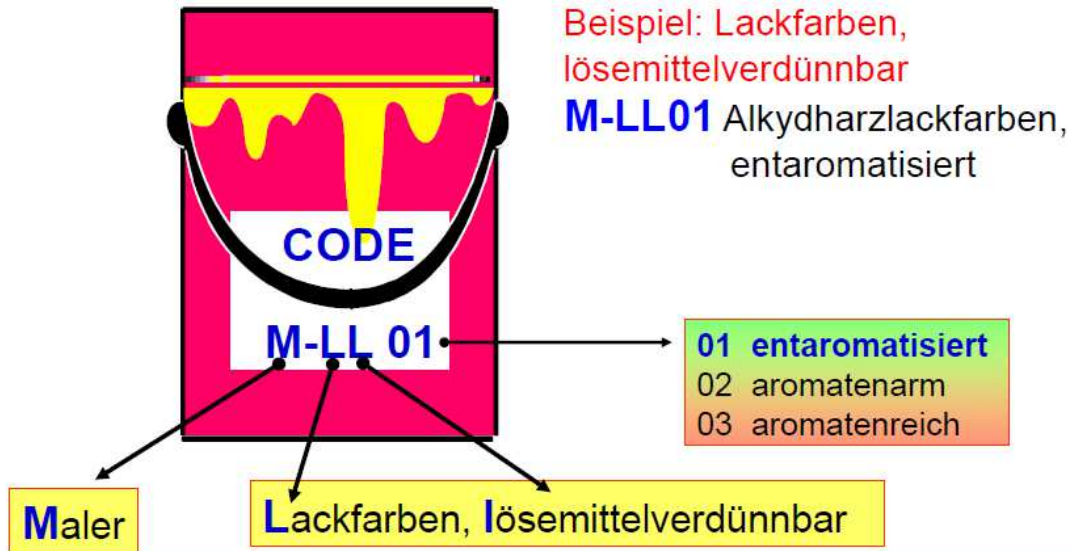 Beispiel: Lackfarben,
lösemittelverdünnbar
M-LL01 Alkydharzlackfarben,
entaromatisiert
CODE
M-LL 01
01 entaromatisiert
02 aromatenarm
03 aromatenreich
Maler
Lackfarben, lösemittelverdünnbar